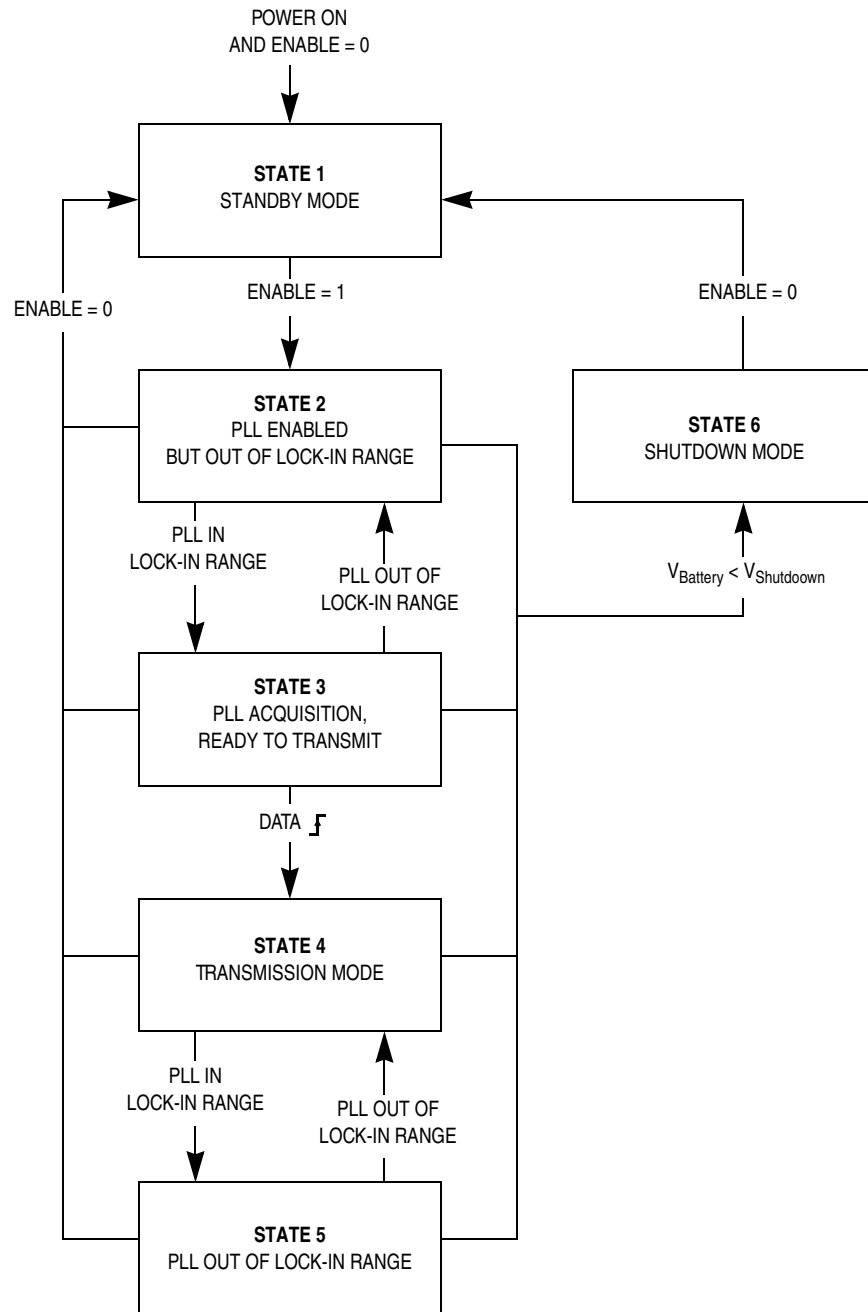 POWER ON
AND ENABLE = 0
STATE 1
STANDBY MODE
ENABLE = 0
ENABLE = 1
ENABLE = 0
STATE 2
PLL ENABLED
BUT OUT OF LOCK-IN RANGE
STATE 6
SHUTDOWN MODE
PLL IN
LOCK-IN RANGE
PLL OUT OF
LOCK-IN RANGE
VBattery < VShutdoown
STATE 3
PLL ACQUISITION,
READY TO TRANSMIT
DATA
STATE 4
TRANSMISSION MODE
PLL IN
LOCK-IN RANGE
PLL OUT OF
LOCK-IN RANGE
STATE 5
PLL OUT OF LOCK-IN RANGE